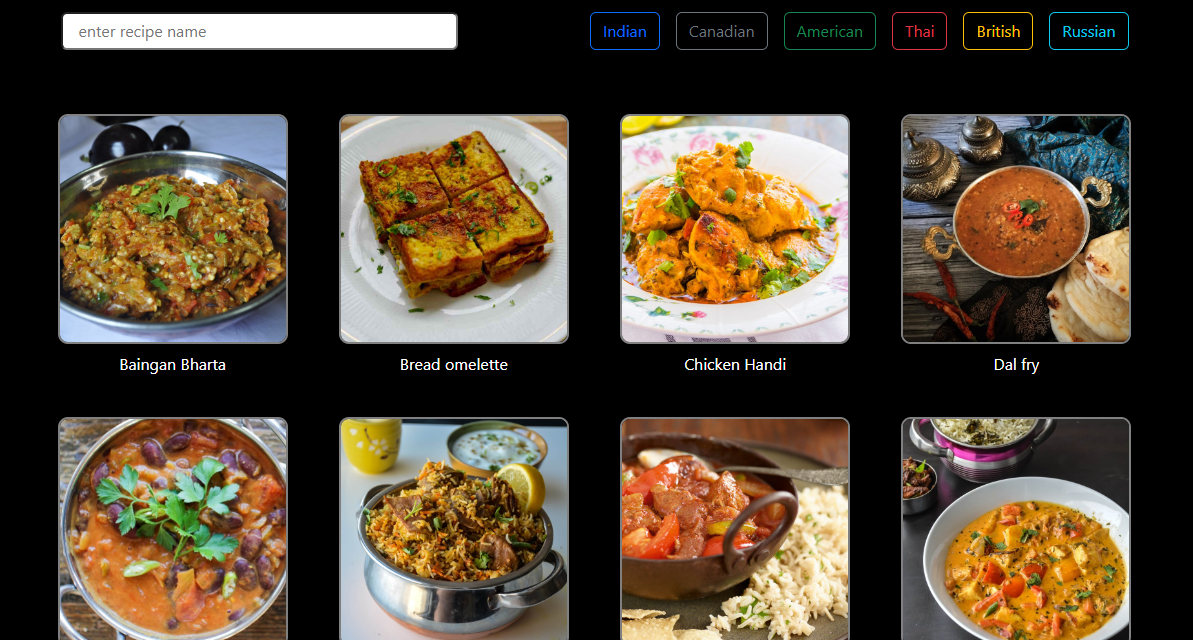 enter recipe name
Indian
Canadian
American
Thai
British
Russian
Baingan Bharta
Bread omelette
Chicken Handi
Dal fry